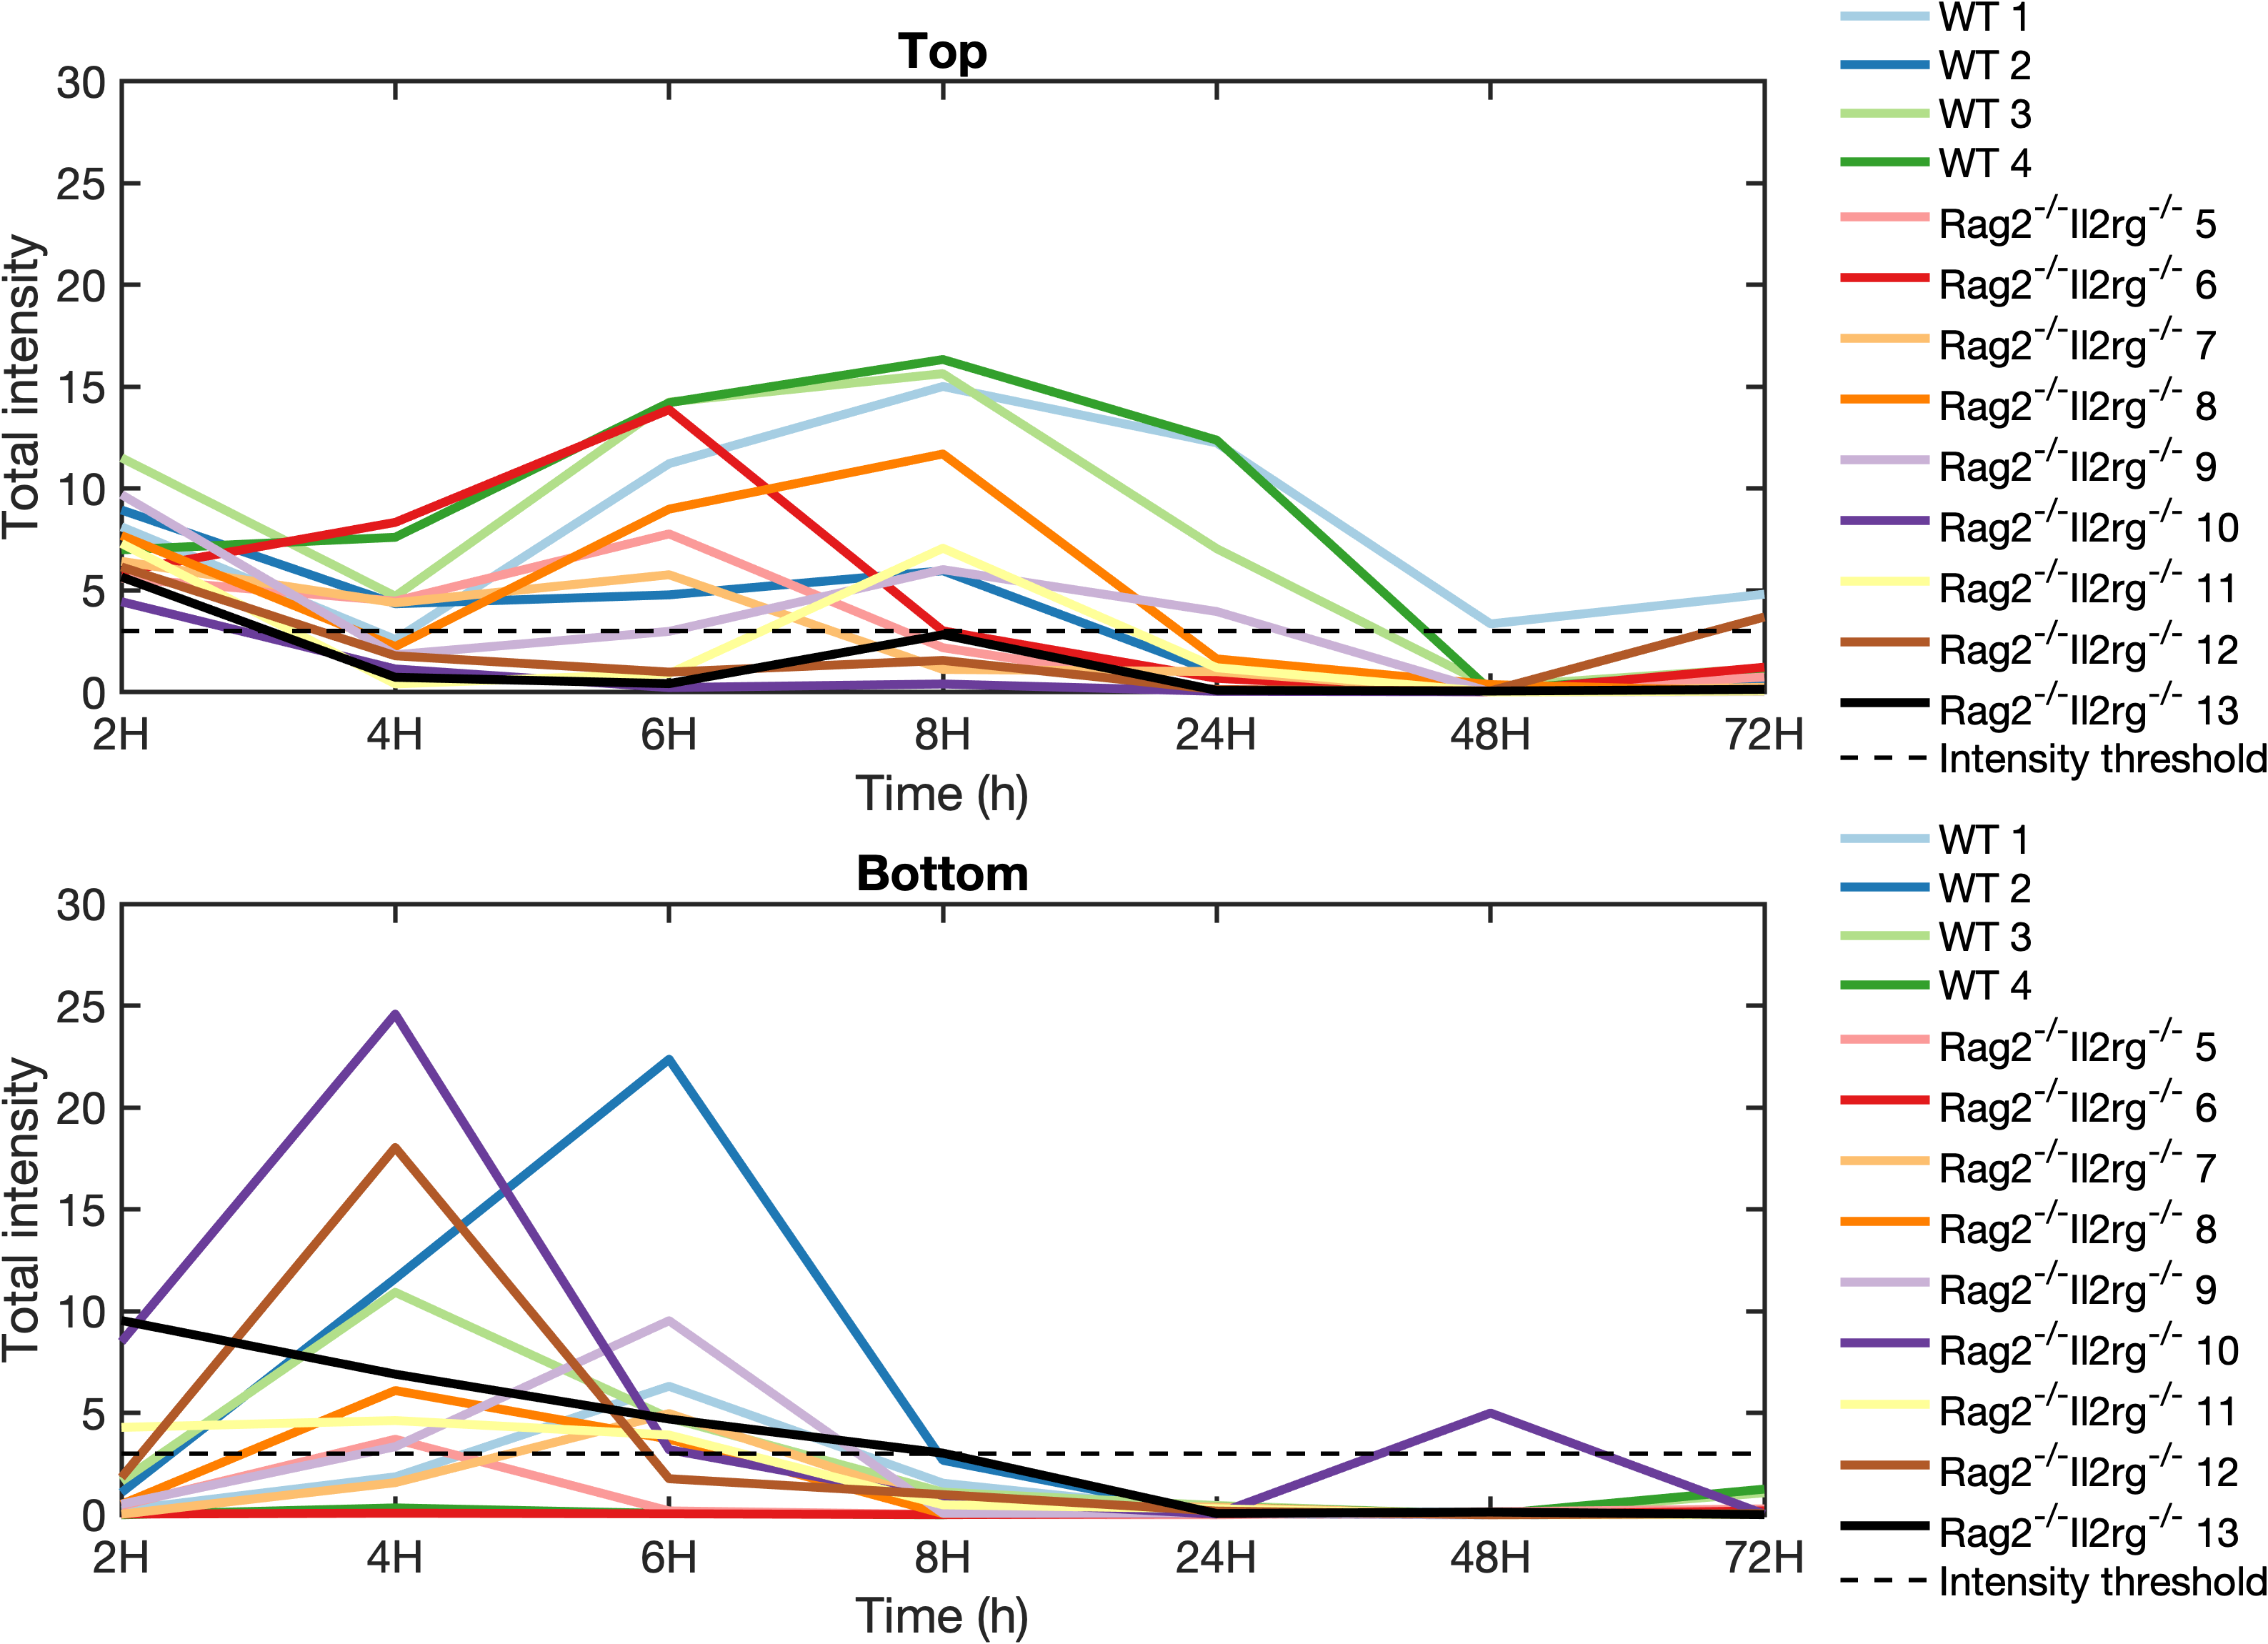 Top
Total intensity
30
25
20
15
10
5
0
2H 4H 6H 8H 24H 48H 72H
Time (h)
WT 1
WT 2
WT 3
WT 4
Rag2-/-Il2rg-/- 5
Rag2-/-Il2rg-/- 6
Rag2-/-Il2rg-/- 7
Rag2-/-Il2rg-/- 8
Rag2-/-Il2rg-/- 9
Rag2-/-Il2rg-/- 10
Rag2-/-Il2rg-/- 11
Rag2-/-Il2rg-/- 12
Rag2-/-Il2rg-/- 13
Intensity threshold
Bottom
Total intensity
30
25
20
15
10
5
0
2H 4H 6H 8H 24H 48H 72H
Time (h)
WT 1
WT 2
WT 3
WT 4
Rag2-/-Il2rg-/- 5
Rag2-/-Il2rg-/- 6
Rag2-/-Il2rg-/- 7
Rag2-/-Il2rg-/- 8
Rag2-/-Il2rg-/- 9
Rag2-/-Il2rg-/- 10
Rag2-/-Il2rg-/- 11
Rag2-/-Il2rg-/- 12
Rag2-/-Il2rg-/- 13
Intensity threshold